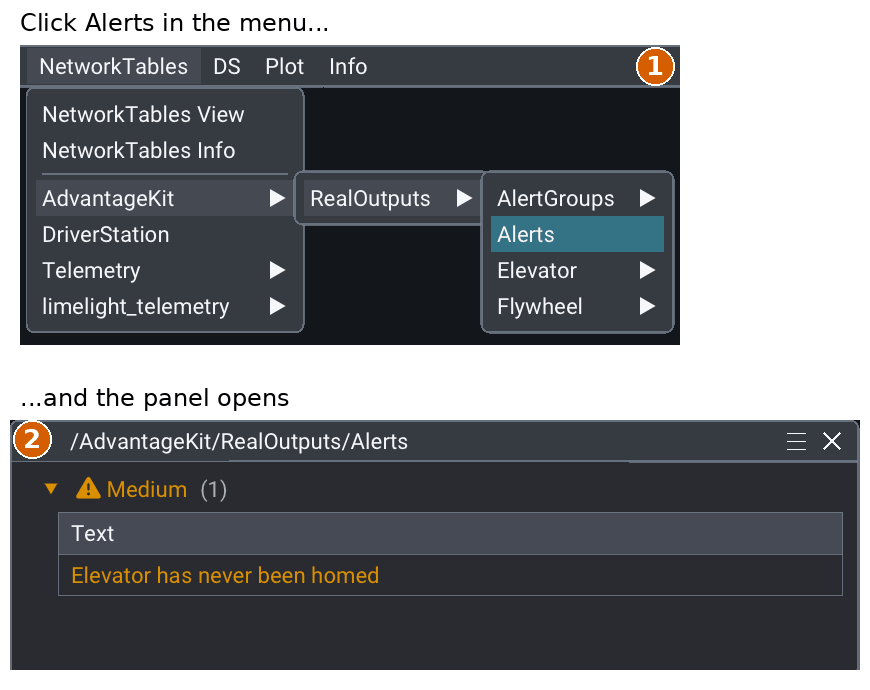 Click Alerts in the menu...
NetworkTables DS Plot Info
1
NetworkTables View
NetworkTables Info
AdvantageKit
RealOutputs
AlertGroups
DriverStation
Alerts
Telemetry
Elevator
limelight_telemetry
Flywheel
...and the panel opens
2
/AdvantageKit/RealOutputs/Alerts
Medium (1)
Text
Elevator has never been homed